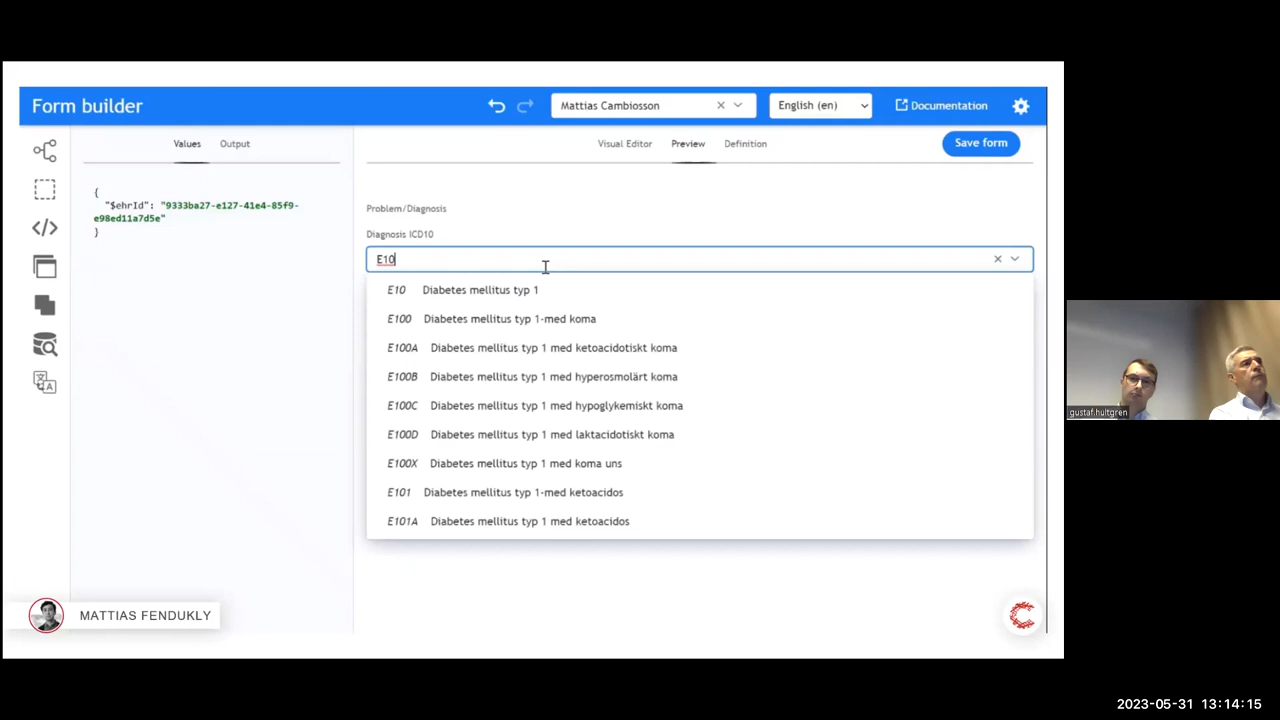 Form builder
Mattias Cambiosson
English (en)
Documentation
Values
Output
Visual Editor
Preview
Definition
Save form
{
"$ehrId": "9333ba27-e127-41e4-85f9-
e98ed11a7d5e"
}
Problem/Diagnosis
Diagnosis ICD10
E10
E10 Diabetes mellitus typ 1
E100 Diabetes mellitus typ 1-med koma
E100A Diabetes mellitus typ 1 med ketoacidotiskt koma
E100B Diabetes mellitus typ 1 med hyperosmolärt koma
E100C Diabetes mellitus typ 1 med hypoglykemiskt koma
E100D Diabetes mellitus typ 1 med laktacidotiskt koma
E100X Diabetes mellitus typ 1 med koma uns
E101 Diabetes mellitus typ 1-med ketoacidos
E101A Diabetes mellitus typ 1 med ketoacidos
MATTIAS FENDUKLY
gustaf.hultgren
2023-05-31 13:14:15